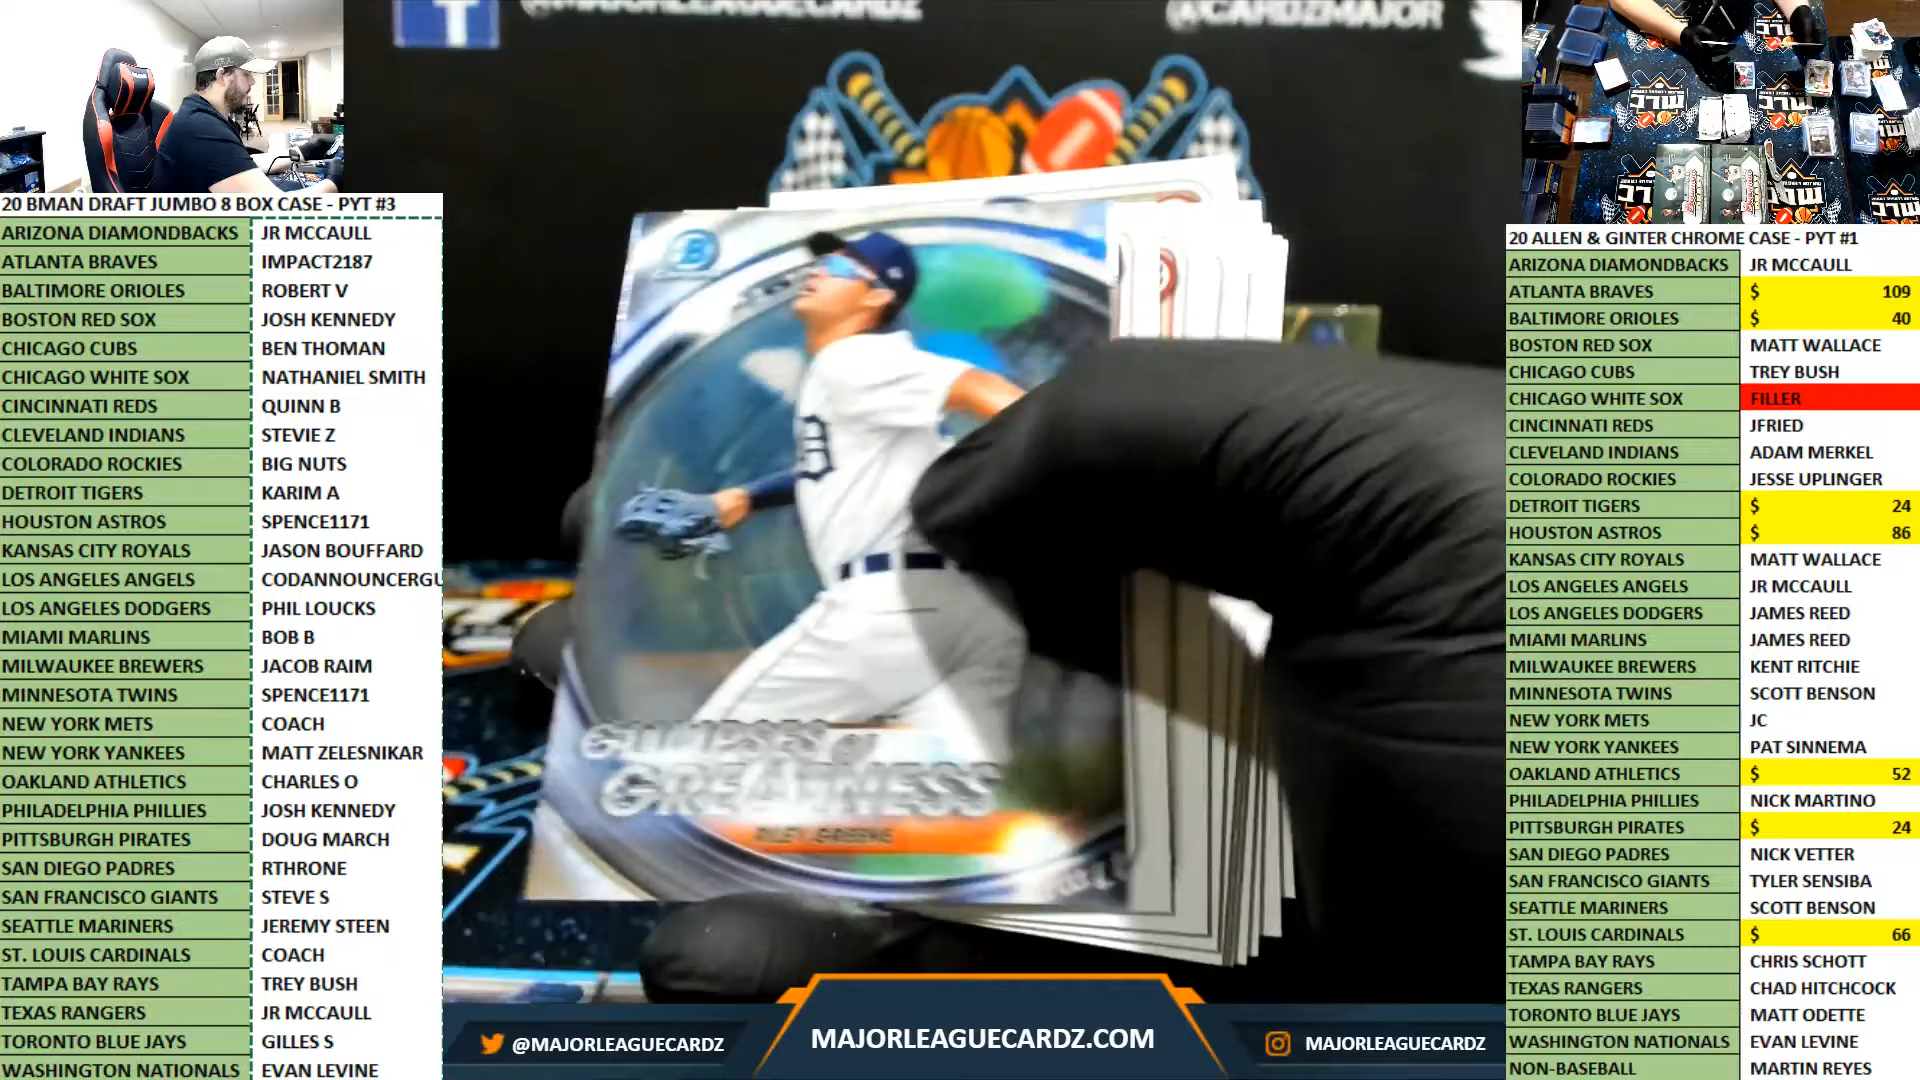 @MAJORLEAGUECARDZ
@CARDZMAJOR
20 BMAN DRAFT JUMBO 8 BOX CASE - PYT #3
ARIZONA DIAMONDBACKS JR MCCAULL
ATLANTA BRAVES IMPACT2187
BALTIMORE ORIOLES ROBERT V
BOSTON RED SOX JOSH KENNEDY
CHICAGO CUBS BEN THOMAN
CHICAGO WHITE SOX NATHANIEL SMITH
CINCINNATI REDS QUINN B
CLEVELAND INDIANS STEVIE Z
COLORADO ROCKIES BIG NUTS
DETROIT TIGERS KARIM A
HOUSTON ASTROS SPENCE1171
KANSAS CITY ROYALS JASON BOUFFARD
LOS ANGELES ANGELS CODANNOUNCERGU
LOS ANGELES DODGERS PHIL LOUCKS
MIAMI MARLINS BOB B
MILWAUKEE BREWERS JACOB RAIM
MINNESOTA TWINS SPENCE1171
NEW YORK METS COACH
NEW YORK YANKEES MATT ZELESNIKAR
OAKLAND ATHLETICS CHARLES O
PHILADELPHIA PHILLIES JOSH KENNEDY
PITTSBURGH PIRATES DOUG MARCH
SAN DIEGO PADRES RTHRONE
SAN FRANCISCO GIANTS STEVE S
SEATTLE MARINERS JEREMY STEEN
ST. LOUIS CARDINALS COACH
TAMPA BAY RAYS TREY BUSH
TEXAS RANGERS JR MCCAULL
TORONTO BLUE JAYS GILLES S
WASHINGTON NATIONALS EVAN LEVINE
B
GLIMPSES OF
GREATNESS
RILEY GREENE
@MAJORLEAGUECARDZ
MAJORLEAGUECARDZ.COM
MAJORLEAGUECARDZ
20 ALLEN & GINTER CHROME CASE - PYT #1
ARIZONA DIAMONDBACKS JR MCCAULL
ATLANTA BRAVES $ 109
BALTIMORE ORIOLES $ 40
BOSTON RED SOX MATT WALLACE
CHICAGO CUBS TREY BUSH
CHICAGO WHITE SOX FILLER
CINCINNATI REDS JFRIED
CLEVELAND INDIANS ADAM MERKEL
COLORADO ROCKIES JESSE UPLINGER
DETROIT TIGERS $ 24
HOUSTON ASTROS $ 86
KANSAS CITY ROYALS MATT WALLACE
LOS ANGELES ANGELS JR MCCAULL
LOS ANGELES DODGERS JAMES REED
MIAMI MARLINS JAMES REED
MILWAUKEE BREWERS KENT RITCHIE
MINNESOTA TWINS SCOTT BENSON
NEW YORK METS JC
NEW YORK YANKEES PAT SINNEMA
OAKLAND ATHLETICS $ 52
PHILADELPHIA PHILLIES NICK MARTINO
PITTSBURGH PIRATES $ 24
SAN DIEGO PADRES NICK VETTER
SAN FRANCISCO GIANTS TYLER SENSIBA
SEATTLE MARINERS SCOTT BENSON
ST. LOUIS CARDINALS $ 66
TAMPA BAY RAYS CHRIS SCHOTT
TEXAS RANGERS CHAD HITCHCOCK
TORONTO BLUE JAYS MATT ODETTE
WASHINGTON NATIONALS EVAN LEVINE
NON-BASEBALL MARTIN REYES